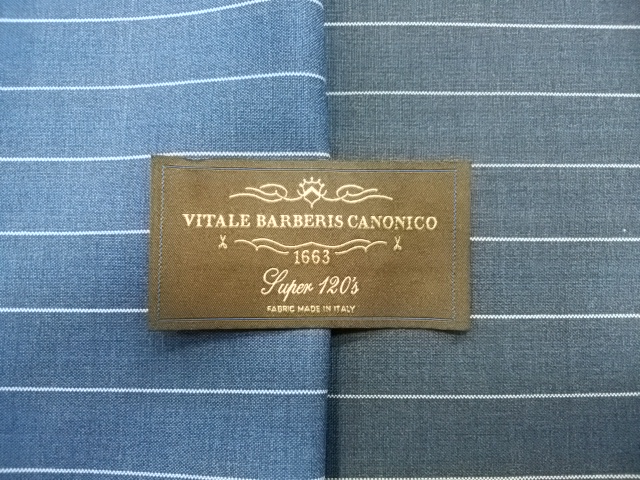 VITALE BARBERIS CANONICO
1663
Super 120's
FABRIC MADE IN ITALY